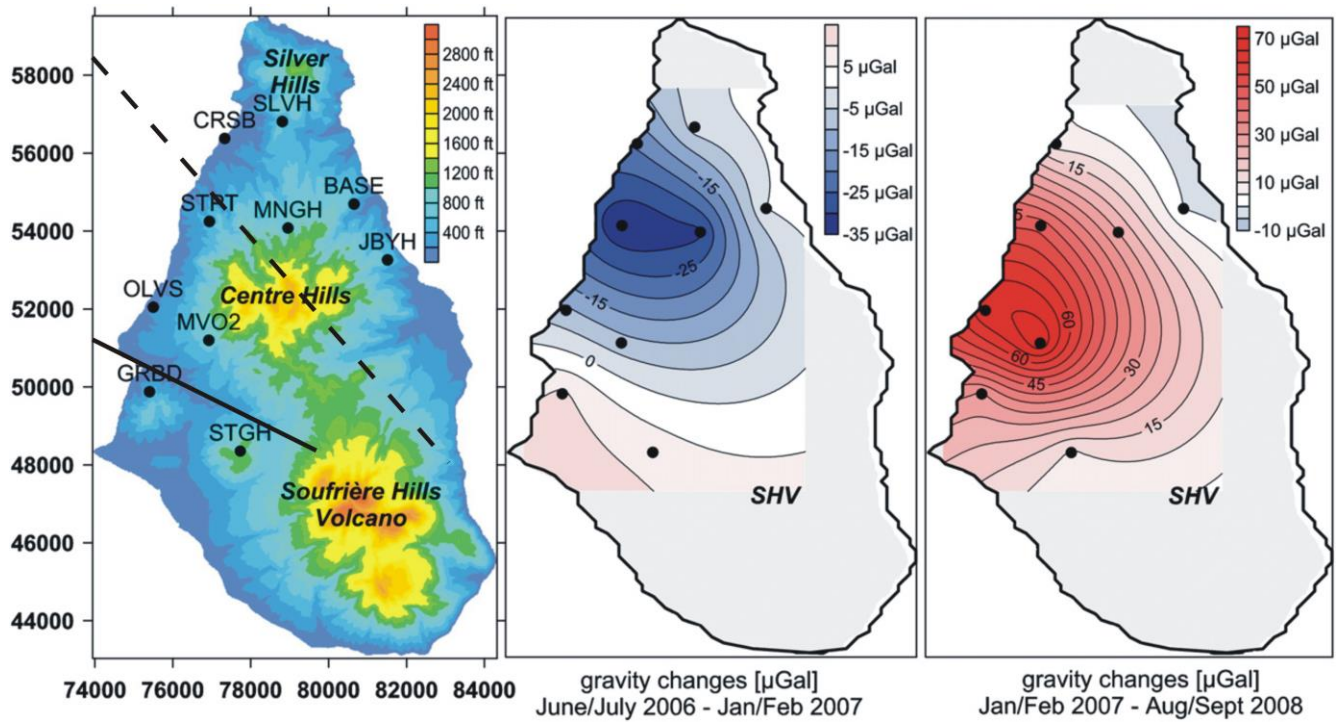 58000
56000
54000
52000
50000
48000
46000
44000
74000 76000 78000 80000 82000 84000
Silver
Hills
SLVH
CRSB
BASE
STRT
MNGH
JBYH
OLVS
Centre Hills
MVO2
GRBD
STGH
Soufrière Hills
Volcano
2800 ft
2400 ft
2000 ft
1600 ft
1200 ft
800 ft
400 ft
5 µGal
-5 µGal
-15 µGal
-25 µGal
-35 µGal
-15
-25
-15
0
SHV
gravity changes [µGal]
June/July 2006 - Jan/Feb 2007
70 µGal
50 µGal
30 µGal
10 µGal
-10 µGal
15
60
60
45
30
15
SHV
gravity changes [µGal]
Jan/Feb 2007 - Aug/Sept 2008